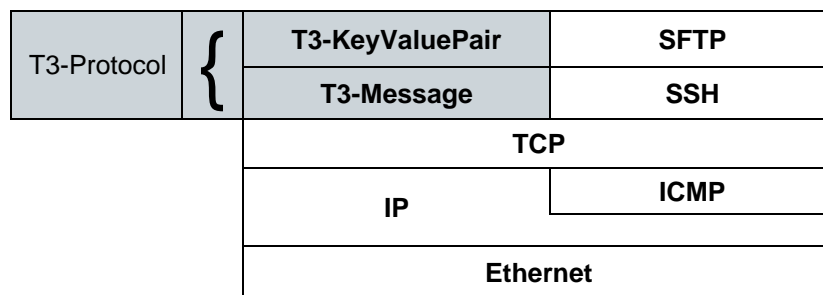 T3-Protocol { T3-KeyValuePair SFTP
T3-Message SSH
TCP
IP ICMP
Ethernet